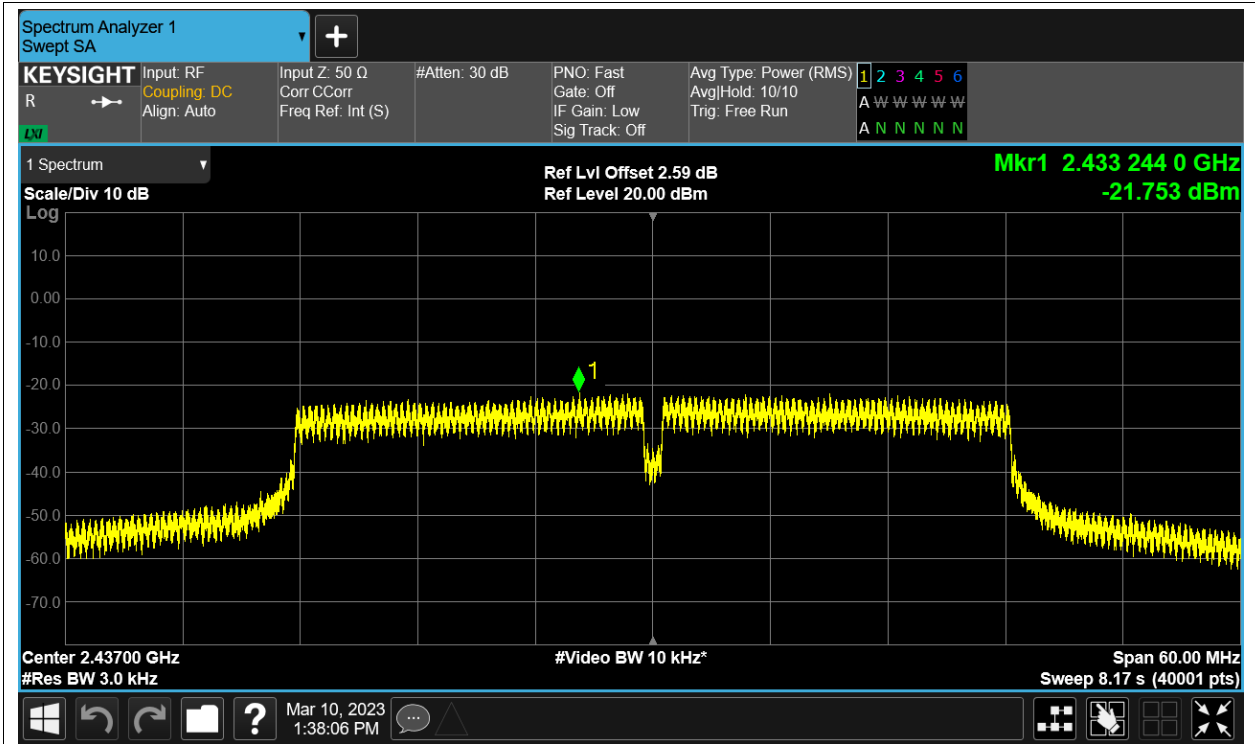 Spectrum Analyzer 1
Swept SA
KEYSIGHT Input: RF Input Z: 50 Ω #Atten: 30 dB PNO: Fast Avg Type: Power (RMS) 1 2 3 4 5 6
R Coupling: DC Corr CCorr Gate: Off Avg|Hold: 10/10 A W W W W W
Align: Auto Freq Ref: Int (S) IF Gain: Low Trig: Free Run
LXI Sig Track: Off A N N N N N
1 Spectrum Ref Lvl Offset 2.59 dB Mkr1 2.433 244 0 GHz
Scale/Div 10 dB Ref Level 20.00 dBm -21.753 dBm
Log
10.0
0.00
-10.0
1
-20.0
-30.0
-40.0
-50.0
-60.0
-70.0
Center 2.43700 GHz #Video BW 10 kHz* Span 60.00 MHz
#Res BW 3.0 kHz Sweep 8.17 s (40001 pts)
? Mar 10, 2023
1:38:06 PM